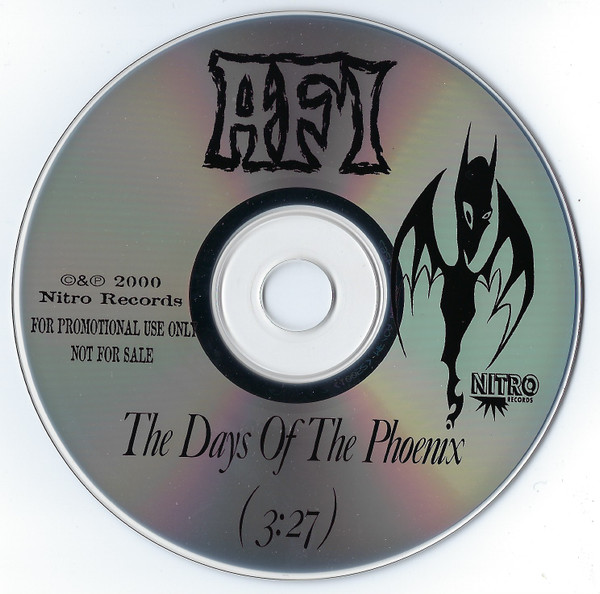 AFI
©&℗ 2000
Nitro Records
FOR PROMOTIONAL USE ONLY
NOT FOR SALE
NITRO
RECORDS
The Days Of The Phoenix
(3:27)